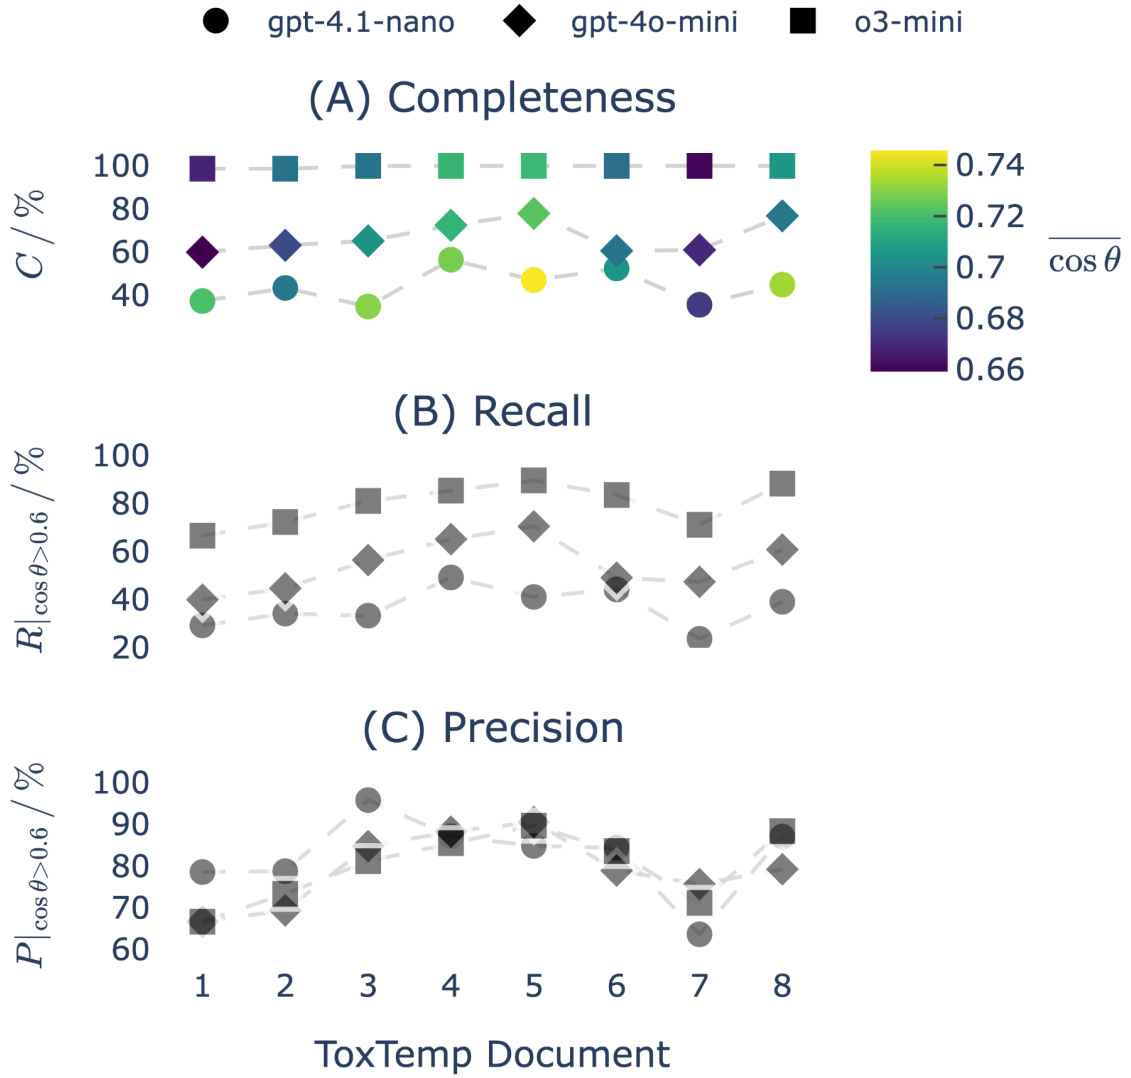 gpt-4.1-nano gpt-4o-mini o3-mini
(A) Completeness
C / %
100
80
60
40
0.74
0.72
0.7
0.68
0.66
cos θ
(B) Recall
R|cos θ>0.6 / %
100
80
60
40
20
(C) Precision
P|cos θ>0.6 / %
100
90
80
70
60
1 2 3 4 5 6 7 8
ToxTemp Document